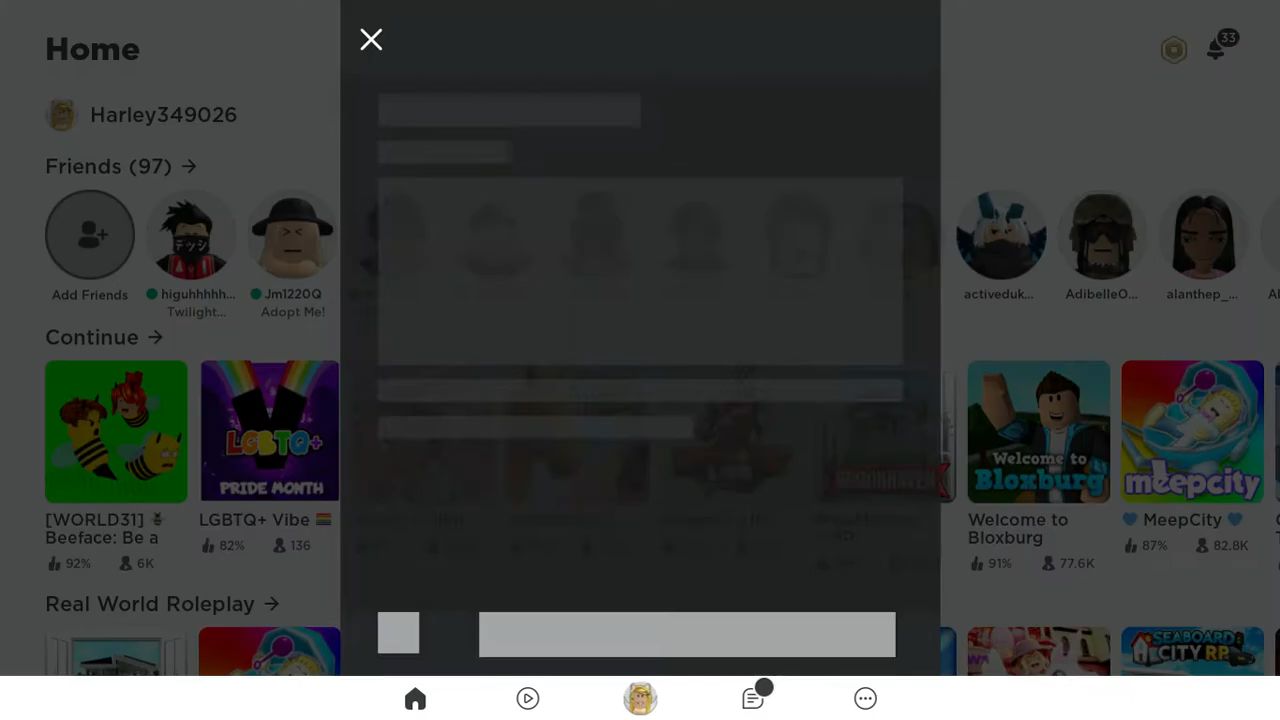 Home
33
Harley349026
Friends (97) →
Add Friends
higuhhhhh...
Twilight...
Jm1220Q
Adopt Me!
activeduk...
AdibelleO...
alanthep_...
Continue →
LGBTQ+
PRIDE MONTH
Welcome to
Bloxburg
meepcity
[WORLD31]
Beeface: Be a
92% 6K
LGBTQ+ Vibe
82% 136
Welcome to
Bloxburg
91% 77.6K
MeepCity
87% 82.8K
Real World Roleplay →
SEABOARD
CITY RP